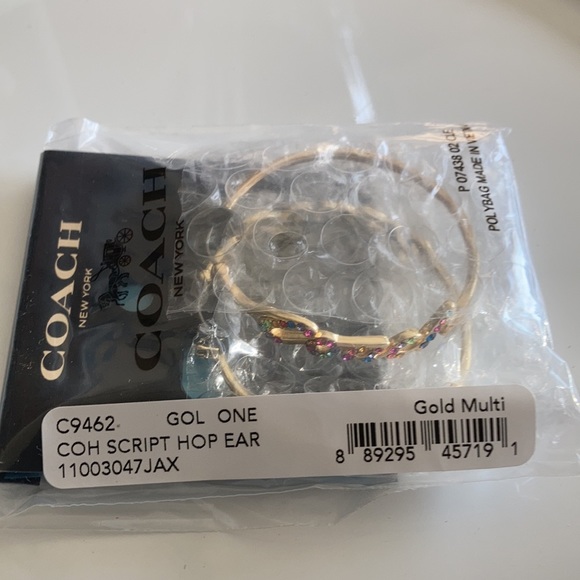 COACH
NEW YORK
COACH
NEW YORK
P 07438 02
POLYBAG MADE IN
C9462 GOL ONE
COH SCRIPT HOP EAR
11003047JAX
Gold Multi
8 89295 45719 1